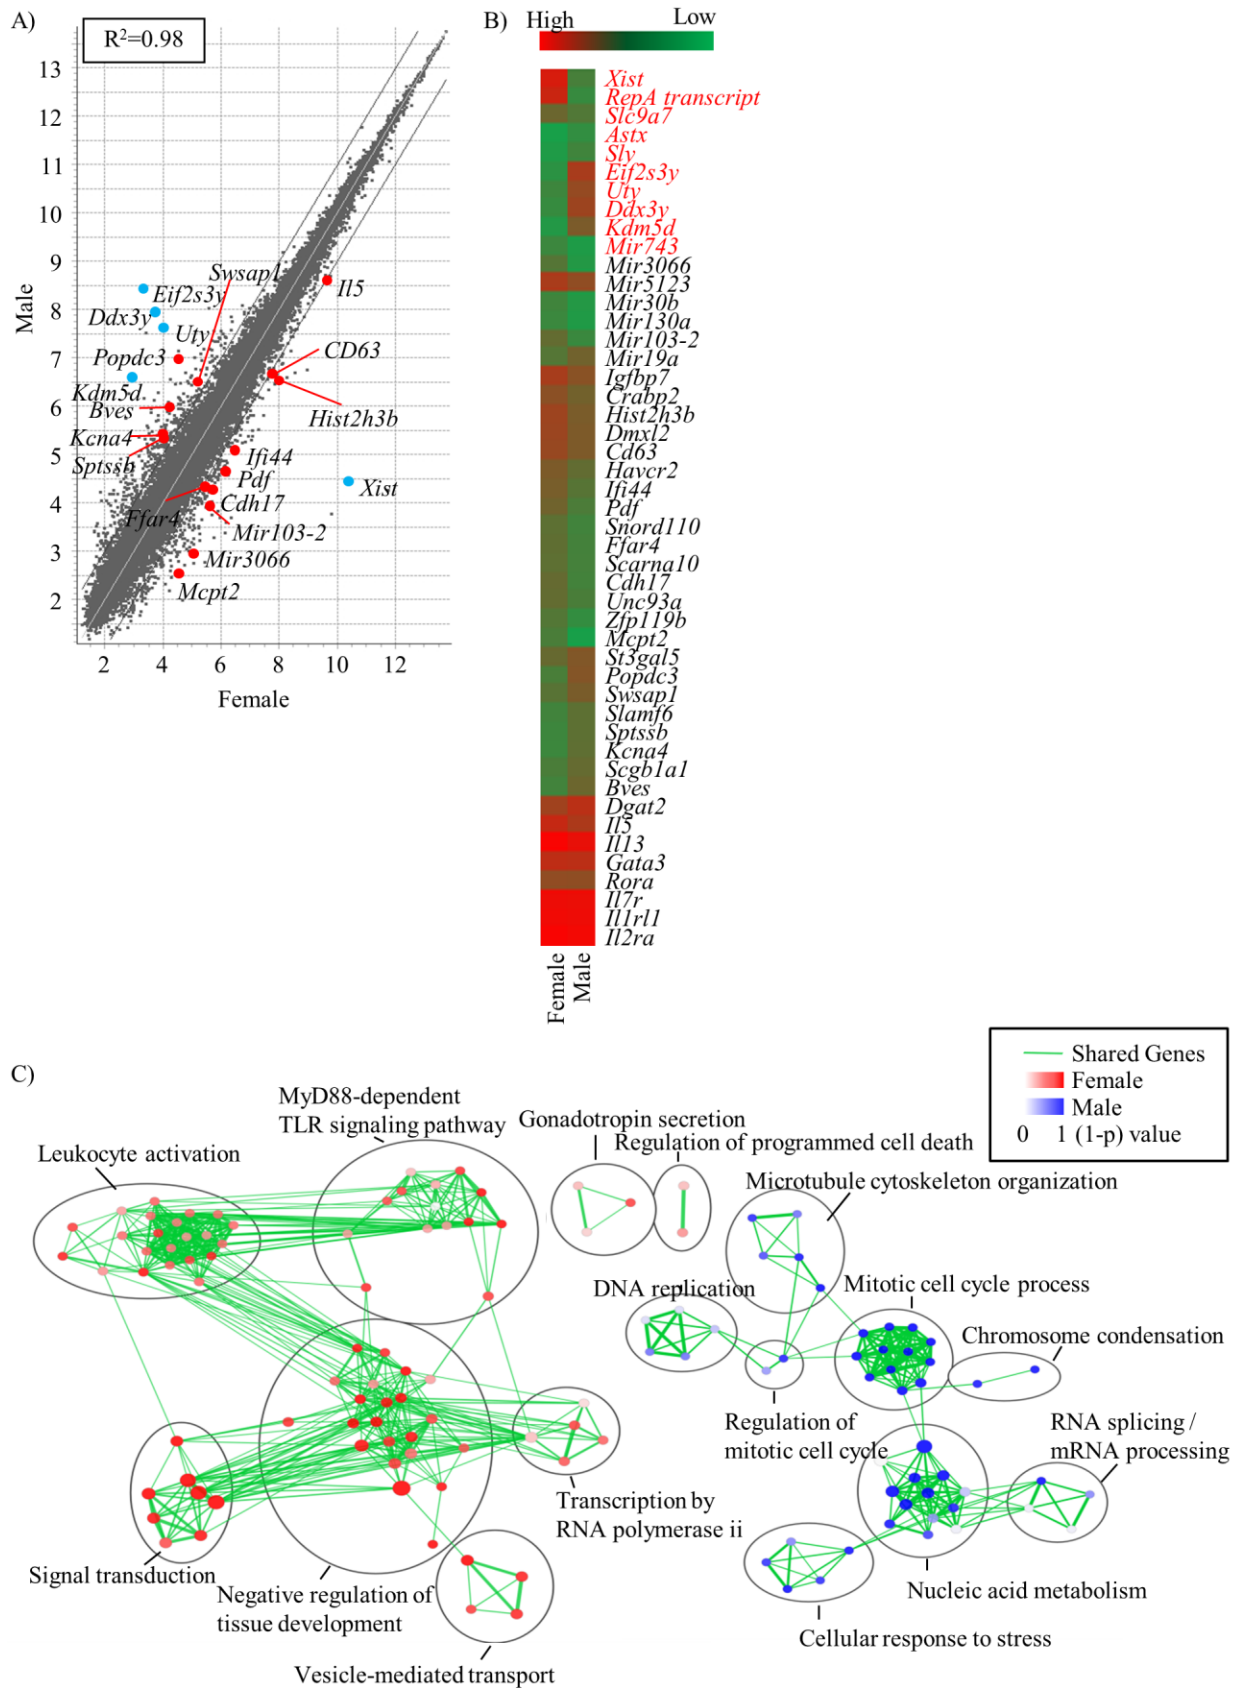 A)
R²=0.98
13
12
11
10
9
8
7
6
5
4
3
2
Male
2
4
6
8
10
12
Female
Swsap1
Il5
Eif2s3y
Ddx3y
Uty
CD63
Popdc3
Kdm5d
Bves
Hist2h3b
Kcna4
Sptssb
Ifi44
Pdf
Xist
Cdh17
Ffar4
Mir103-2
Mir3066
Mcpt2
B)
High
Low
Xist
RepA transcript
Slc9a7
Astx
Sly
Eif2s3y
Uty
Ddx3y
Kdm5d
Mir743
Mir3066
Mir5123
Mir30b
Mir130a
Mir103-2
Mir19a
Igfbp7
Crabp2
Hist2h3b
Dmxl2
Cd63
Havcr2
Ifi44
Pdf
Snord110
Ffar4
Scarna10
Cdh17
Unc93a
Zfp119b
Mcpt2
St3gal5
Popdc3
Swsap1
Slamf6
Sptssb
Kcna4
Scgb1a1
Bves
Dgat2
Il5
Il13
Gata3
Rora
Il7r
Il1rl1
Il2ra
Female
Male
C)
Shared Genes
Female
Male
0 1 (1-p) value
MyD88-dependent
TLR signaling pathway
Leukocyte activation
Gonadotropin secretion
Regulation of programmed cell death
Microtubule cytoskeleton organization
DNA replication
Mitotic cell cycle process
Chromosome condensation
Regulation of
mitotic cell cycle
RNA splicing /
mRNA processing
Transcription by
RNA polymerase ii
Signal transduction
Negative regulation of
tissue development
Nucleic acid metabolism
Cellular response to stress
Vesicle-mediated transport